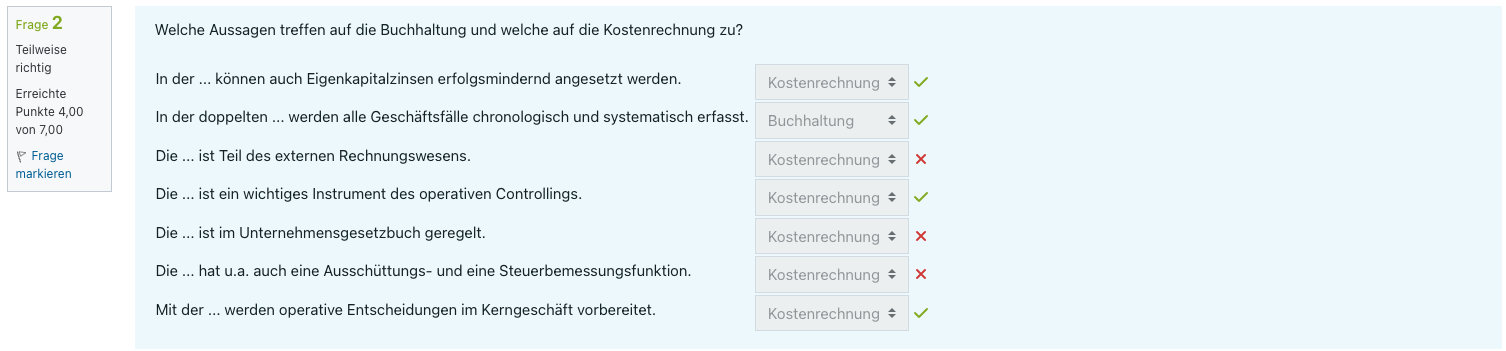 Frage 2
Teilweise
richtig
Erreichte
Punkte 4,00
von 7,00
Frage
markieren
Welche Aussagen treffen auf die Buchhaltung und welche auf die Kostenrechnung zu?
In der ... können auch Eigenkapitalzinsen erfolgsmindernd angesetzt werden. Kostenrechnung
In der doppelten ... werden alle Geschäftsfälle chronologisch und systematisch erfasst. Buchhaltung
Die ... ist Teil des externen Rechnungswesens. Kostenrechnung
Die ... ist ein wichtiges Instrument des operativen Controllings. Kostenrechnung
Die ... ist im Unternehmensgesetzbuch geregelt. Kostenrechnung
Die ... hat u.a. auch eine Ausschüttungs- und eine Steuerbemessungsfunktion. Kostenrechnung
Mit der ... werden operative Entscheidungen im Kerngeschäft vorbereitet. Kostenrechnung